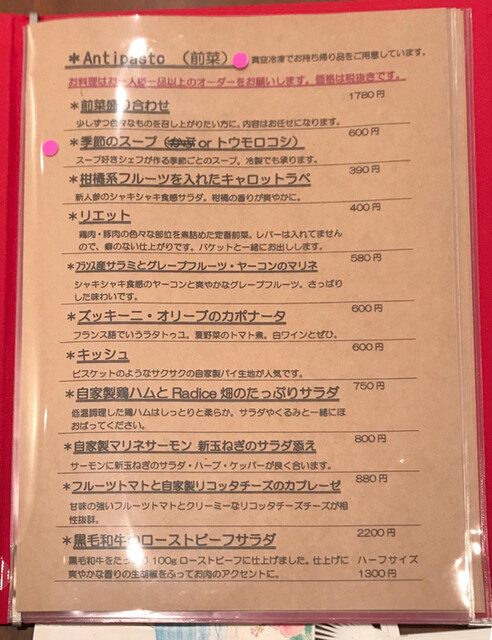 ＊Antipasto （前菜） 真空冷凍でお持ち帰り品をご用意しています。
お料理はお一人様一品以上のオーダーをお願いします。価格は税抜きです。
＊前菜盛り合わせ 1780円
少しずつ色々なものを召し上がりたい方に。内容はお任せになります。
＊季節のスープ（かぶ or トウモロコシ） 600円
スープ好きシェフが作る季節ごとのスープ。冷製でも承ります。
＊柑橘系フルーツを入れたキャロットラペ 390円
新人参のシャキシャキ食感サラダ。柑橘の香りが爽やかに。
＊リエット 400円
鶏肉・豚肉の色々な部位を煮詰めた定番前菜。レバーは入れてません
ので、癖のない仕上がりです。バケットと一緒にお出しします。
＊フランス産サラミとグレープフルーツ・ヤーコンのマリネ 580円
シャキシャキ食感のヤーコンと爽やかなグレープフルーツ。さっぱり
した味わいです。
＊ズッキーニ・オリーブのカポナータ 600円
フランス語でいうラタトゥユ。夏野菜のトマト煮。白ワインとぜひ。
＊キッシュ 600円
ビスケットのようなサクサクの自家製パイ生地が人気です。
＊自家製鶏ハムと Radice 畑のたっぷりサラダ 750円
低温調理した鶏ハムはしっとりと柔らか。サラダやくるみと一緒にほ
おばってください。
＊自家製マリネサーモン 新玉ねぎのサラダ添え 800円
サーモンに新玉ねぎのサラダ・ハーブ・ケッパーが良く合います。
＊フルーツトマトと自家製リコッタチーズのカプレーゼ 880円
甘味の強いフルーツトマトとクリーミーなリコッタチーズチーズが相
性抜群。
＊黒毛和牛のローストビーフサラダ 2200円
黒毛和牛をたっぷり 100g ローストビーフに仕上げました。仕上げに ハーフサイズ
爽やかな香りの生胡椒をふってお肉のアクセントに。 1300円